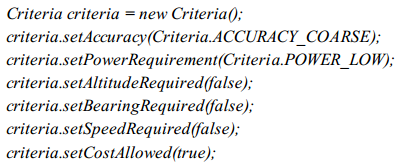 Criteria criteria = new Criteria();
criteria.setAccuracy(Criteria.ACCURACY_COARSE);
criteria.setPowerRequirement(Criteria.POWER_LOW);
criteria.setAltitudeRequired(false);
criteria.setBearingRequired(false);
criteria.setSpeedRequired(false);
criteria.setCostAllowed(true);